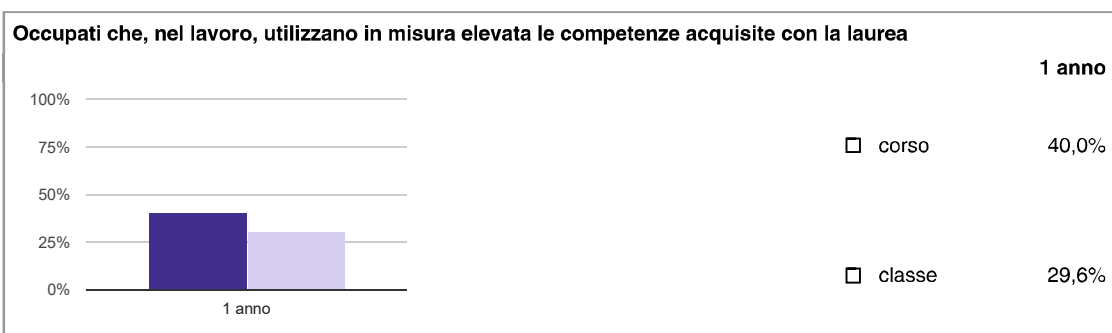 Occupati che, nel lavoro, utilizzano in misura elevata le competenze acquisite con la laurea
1 anno
100%
75%
50%
25%
0%
1 anno
corso 40,0%
classe 29,6%